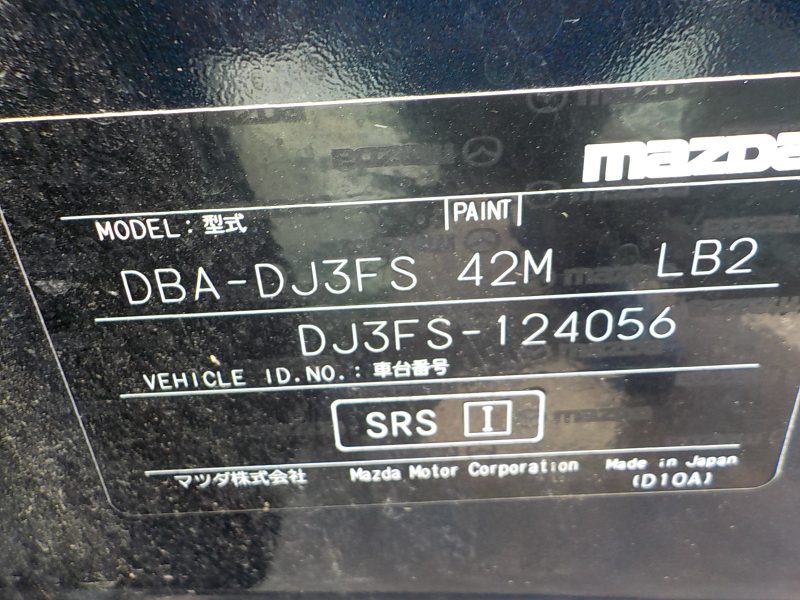 mazda
MODEL: 型式 PAINT
DBA-DJ3FS 42M LB2
DJ3FS-124056
VEHICLE ID.NO.: 車台番号
SRS I
マツダ株式会社 Mazda Motor Corporation Made in Japan
(D10A)